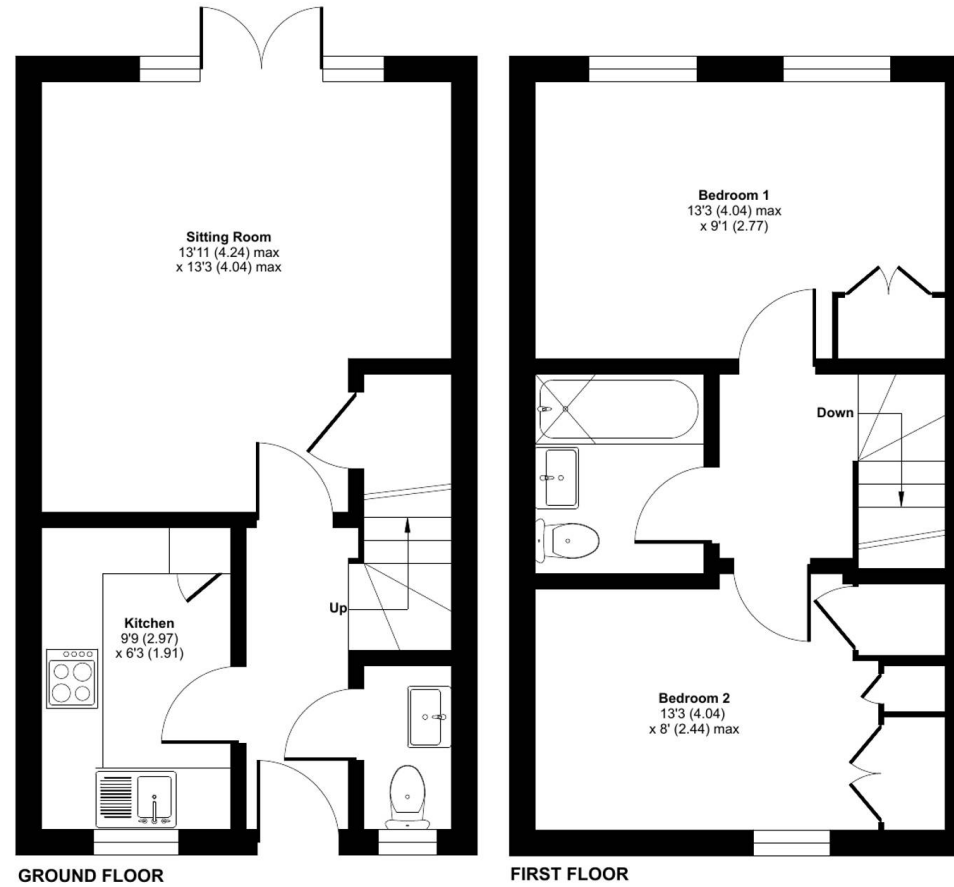 Sitting Room
13'11 (4.24) max
x 13'3 (4.04) max
Kitchen
9'9 (2.97)
x 6'3 (1.91)
Up
GROUND FLOOR
Bedroom 1
13'3 (4.04) max
x 9'1 (2.77)
Down
Bedroom 2
13'3 (4.04)
x 8' (2.44) max
FIRST FLOOR